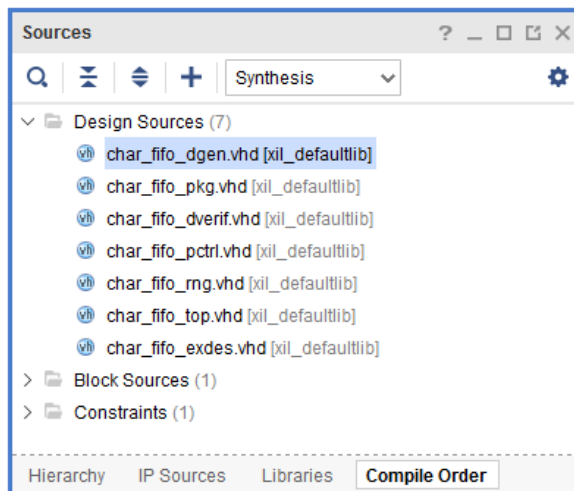 Sources
Synthesis
Design Sources (7)
char_fifo_dgen.vhd [xil_defaultlib]
char_fifo_pkg.vhd [xil_defaultlib]
char_fifo_dverif.vhd [xil_defaultlib]
char_fifo_pctrl.vhd [xil_defaultlib]
char_fifo_rng.vhd [xil_defaultlib]
char_fifo_top.vhd [xil_defaultlib]
char_fifo_exdes.vhd [xil_defaultlib]
Block Sources (1)
Constraints (1)
Hierarchy IP Sources Libraries Compile Order